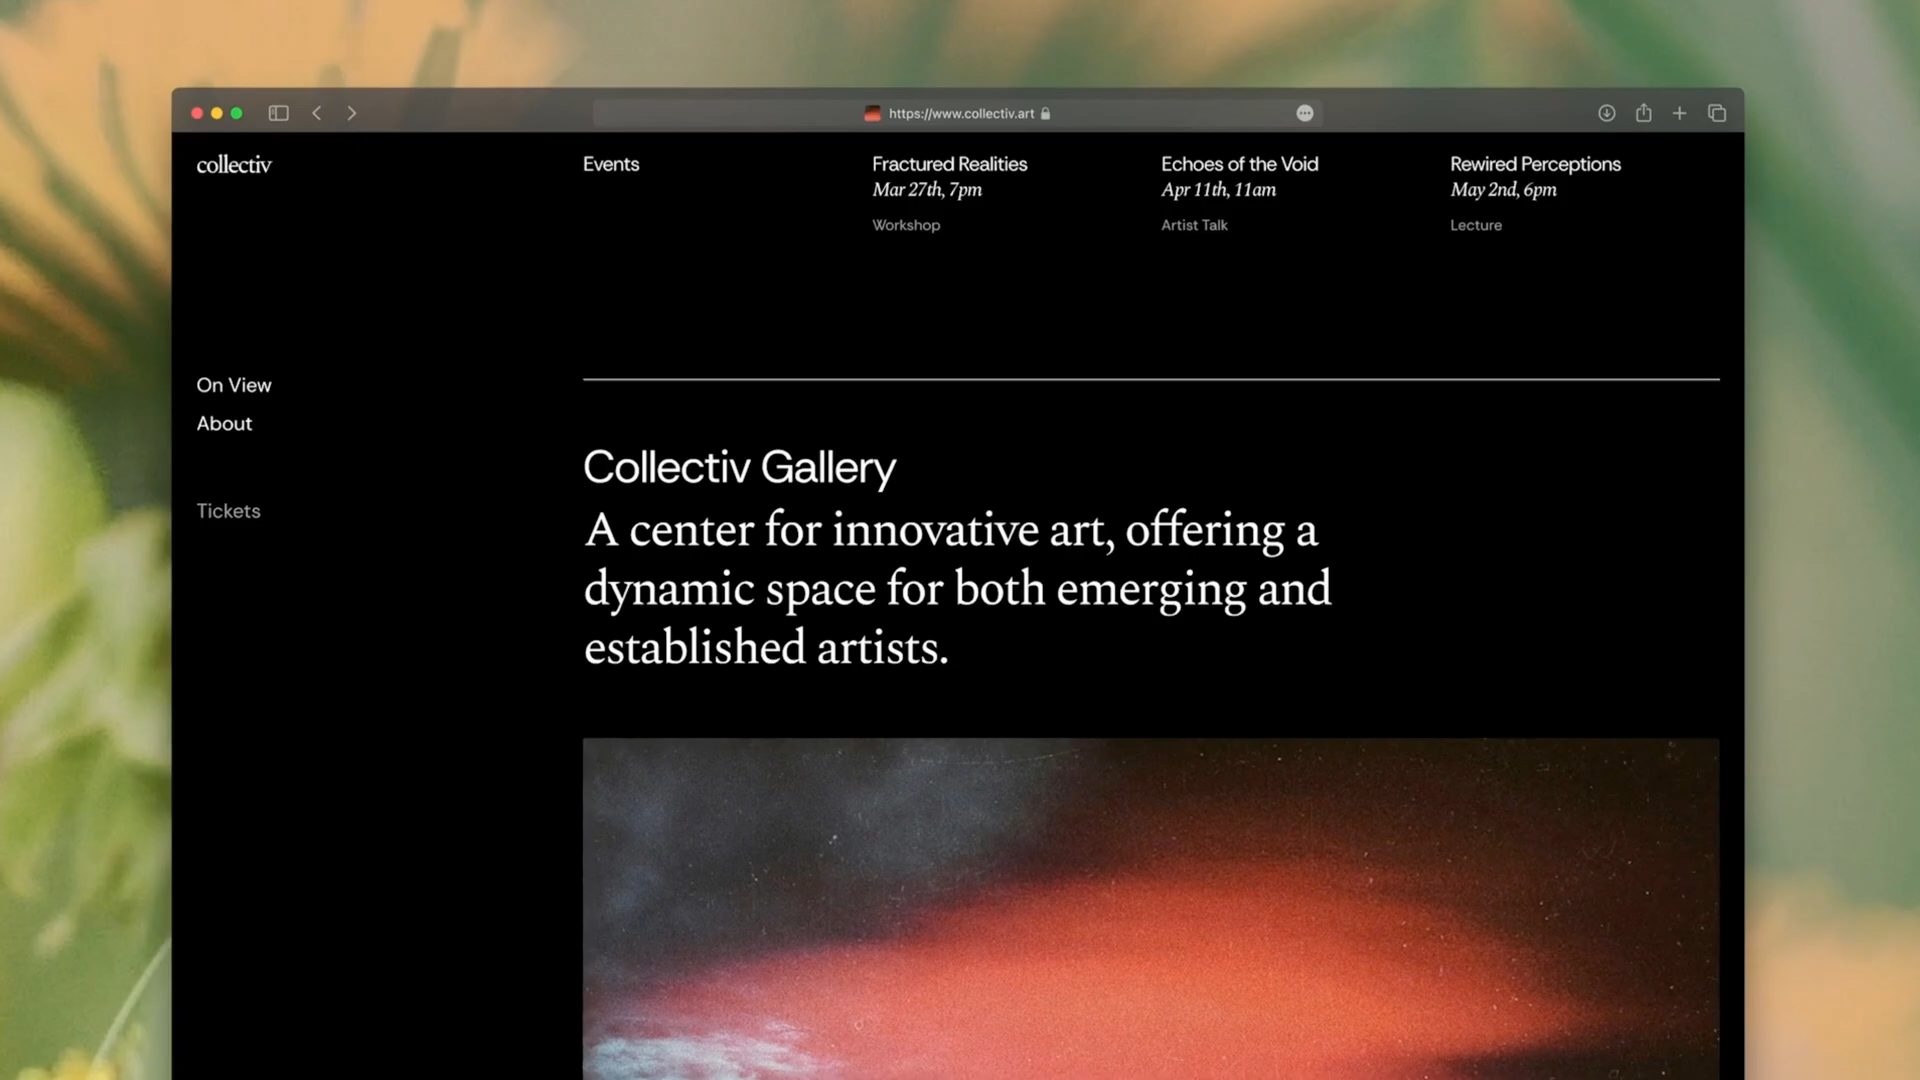 https://www.collectiv.art
collectiv
Events
Fractured Realities
Mar 27th, 7pm
Workshop
Echoes of the Void
Apr 11th, 11am
Artist Talk
Rewired Perceptions
May 2nd, 6pm
Lecture
On View
About
Tickets
Collectiv Gallery
A center for innovative art, offering a
dynamic space for both emerging and
established artists.